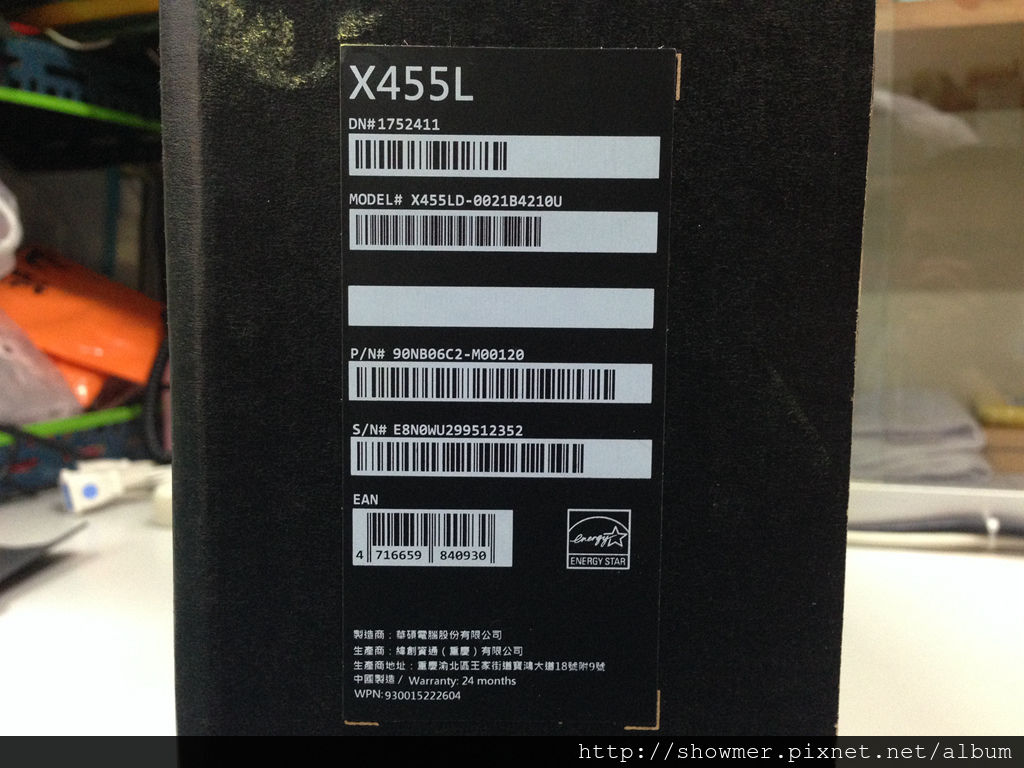 X455L
DN#1752411
MODEL# X455LD-0021B4210U
P/N# 90NB06C2-M00120
S/N# E8N0WU299512352
EAN
4 716659 840930
energy
ENERGY STAR
製造商：華碩電腦股份有限公司
生產商：緯創資通（重慶）有限公司
生產商地址：重慶渝北區王家街道寶鴻大道18號附9號
中國製造 / Warranty: 24 months
WPN: 930015222604
http://showmer.pixnet.net/album